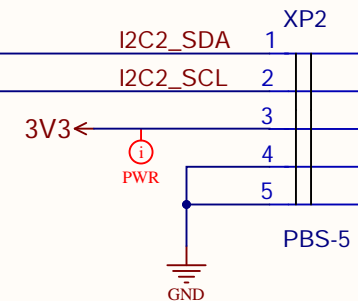 XP2
I2C2_SDA 1
I2C2_SCL 2
3V3 3
i
PWR
4
5
PBS-5
GND